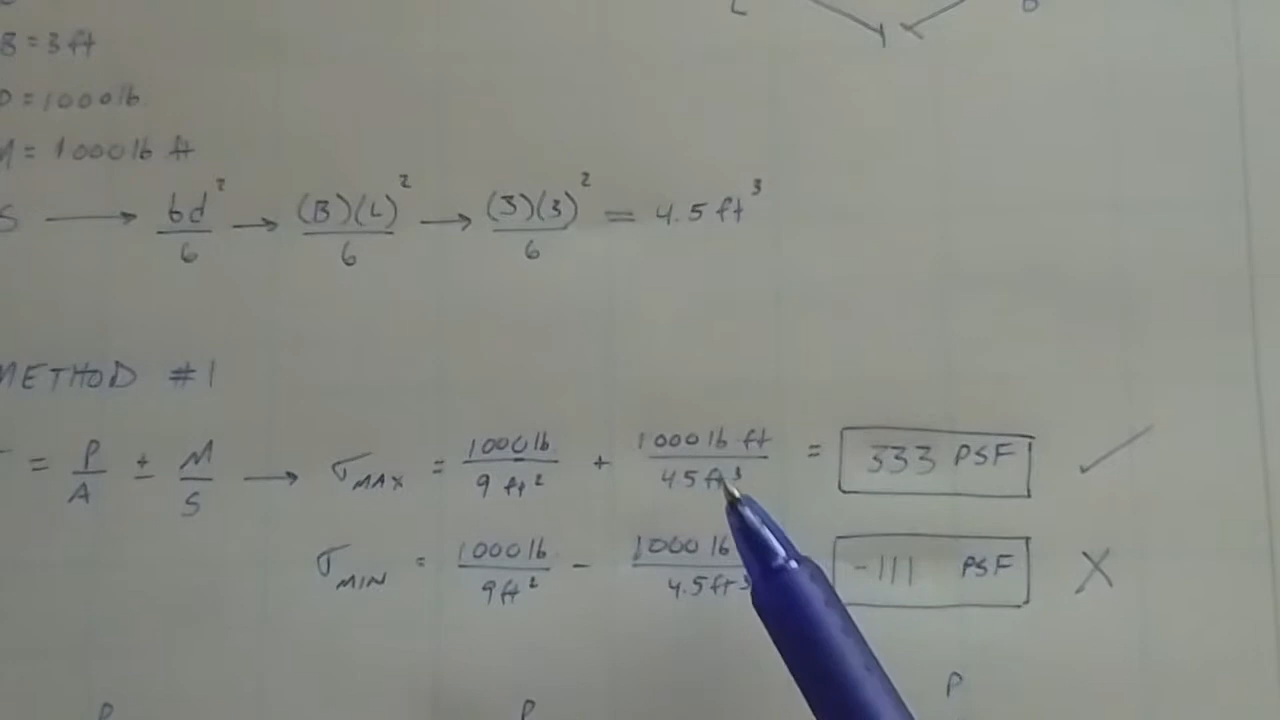 L B
B = 3 ft
P = 1000 lb
M = 1000 lb ft
S → bd²/6 → (B)(L)²/6 → (3)(3)²/6 = 4.5 ft³
METHOD #1
= P/A ± M/S → σMAX = 1000 lb/9 ft² + 1000 lb ft/4.5 ft³ = 333 PSF ✓
σMIN = 1000 lb/9 ft² - 1000 lb/4.5 ft³ -111 PSF X
P P P